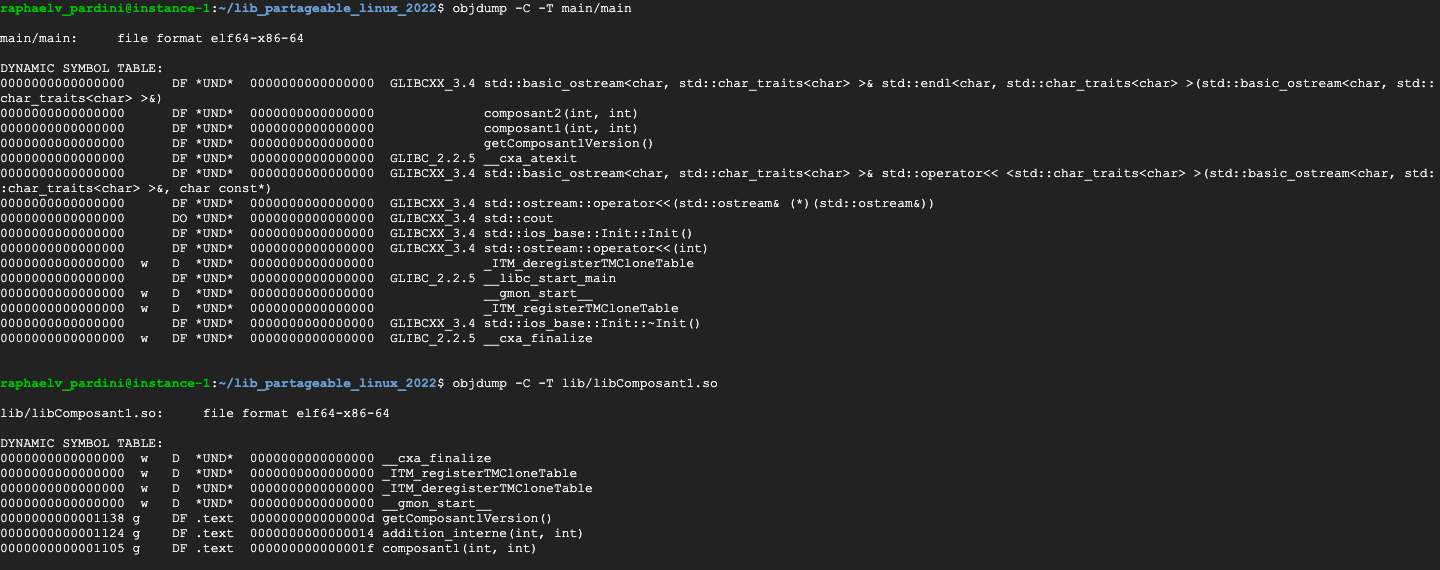 raphaelv_pardini@instance-1:~/lib_partageable_linux_2022$ objdump -C -T main/main
main/main:     file format elf64-x86-64
DYNAMIC SYMBOL TABLE:
0000000000000000      DF *UND*  0000000000000000  GLIBCXX_3.4 std::basic_ostream<char, std::char_traits<char> >& std::endl<char, std::char_traits<char> >(std::basic_ostream<char, std::
char_traits<char> >&)
0000000000000000      DF *UND*  0000000000000000              composant2(int, int)
0000000000000000      DF *UND*  0000000000000000              composant1(int, int)
0000000000000000      DF *UND*  0000000000000000              getComposant1Version()
0000000000000000      DF *UND*  0000000000000000  GLIBC_2.2.5 __cxa_atexit
0000000000000000      DF *UND*  0000000000000000  GLIBCXX_3.4 std::basic_ostream<char, std::char_traits<char> >& std::operator<< <std::char_traits<char> >(std::basic_ostream<char, std:
:char_traits<char> >&, char const*)
0000000000000000      DF *UND*  0000000000000000  GLIBCXX_3.4 std::ostream::operator<<(std::ostream& (*)(std::ostream&))
0000000000000000      DO *UND*  0000000000000000  GLIBCXX_3.4 std::cout
0000000000000000      DF *UND*  0000000000000000  GLIBCXX_3.4 std::ios_base::Init::Init()
0000000000000000      DF *UND*  0000000000000000  GLIBCXX_3.4 std::ostream::operator<<(int)
0000000000000000  w   D  *UND*  0000000000000000              _ITM_deregisterTMCloneTable
0000000000000000      DF *UND*  0000000000000000  GLIBC_2.2.5 __libc_start_main
0000000000000000  w   D  *UND*  0000000000000000              __gmon_start__
0000000000000000  w   D  *UND*  0000000000000000              _ITM_registerTMCloneTable
0000000000000000      DF *UND*  0000000000000000  GLIBCXX_3.4 std::ios_base::Init::~Init()
0000000000000000  w   DF *UND*  0000000000000000  GLIBC_2.2.5 __cxa_finalize
raphaelv_pardini@instance-1:~/lib_partageable_linux_2022$ objdump -C -T lib/libComposant1.so
lib/libComposant1.so:     file format elf64-x86-64
DYNAMIC SYMBOL TABLE:
0000000000000000  w   D  *UND*  0000000000000000 __cxa_finalize
0000000000000000  w   D  *UND*  0000000000000000 _ITM_registerTMCloneTable
0000000000000000  w   D  *UND*  0000000000000000 _ITM_deregisterTMCloneTable
0000000000000000  w   D  *UND*  0000000000000000 __gmon_start__
0000000000001138 g    DF .text  000000000000000d getComposant1Version()
0000000000001124 g    DF .text  0000000000000014 addition_interne(int, int)
0000000000001105 g    DF .text  000000000000001f composant1(int, int)